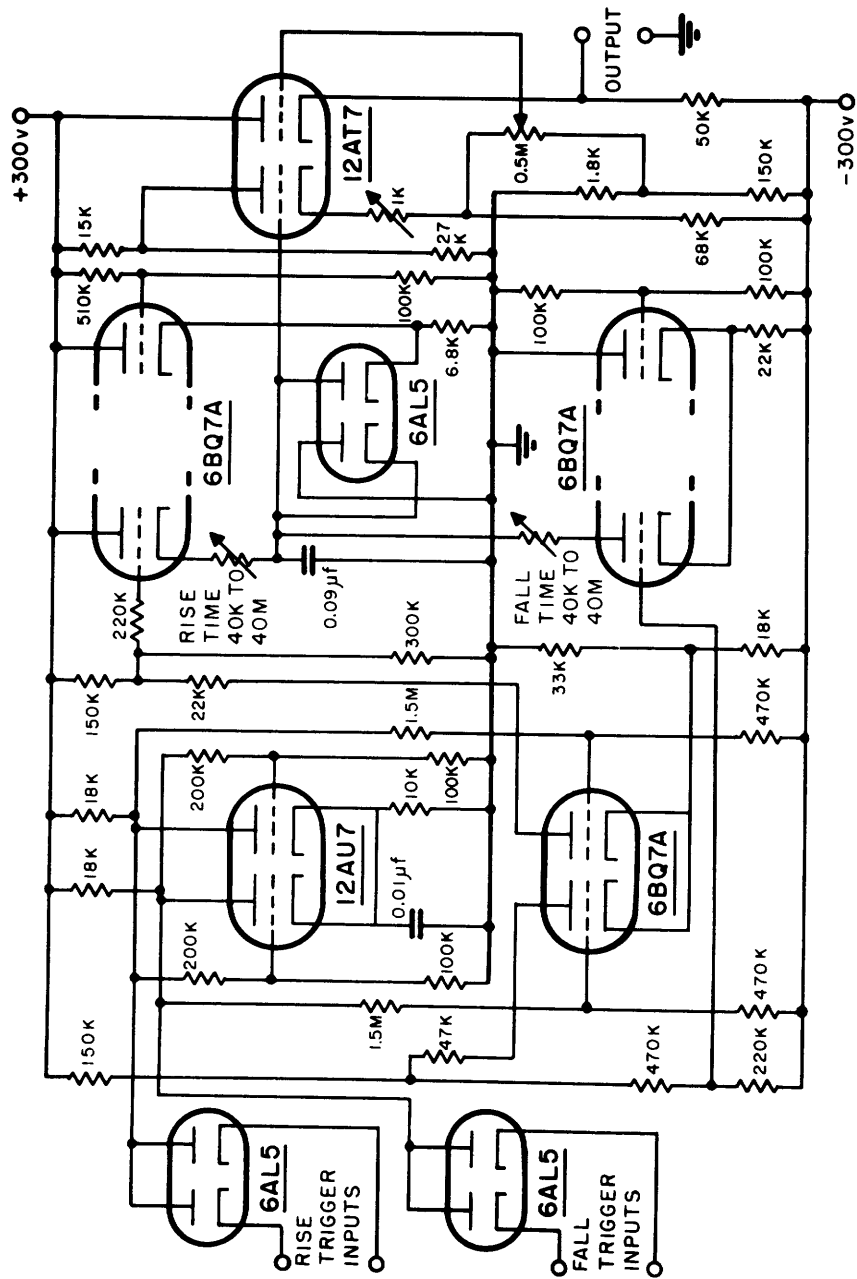 +300v
15K
510K
12AT7
OUTPUT
1K
0.5M
27
K
1.8K
50K
150K
68K
-300v
6BQ7A
100K
6.8K
6AL5
100K
100K
22K
6BQ7A
220K
RISE
TIME
40K TO
40M
0.09µf
FALL
TIME
40K TO
40M
150K
22K
300K
33K
18K
1.5M
470K
18K
18K
200K
10K
100K
12AU7
0.01µf
6BQ7A
200K
100K
1.5M
470K
150K
47K
470K
220K
6AL5
RISE
TRIGGER
INPUTS
6AL5
FALL
TRIGGER
INPUTS